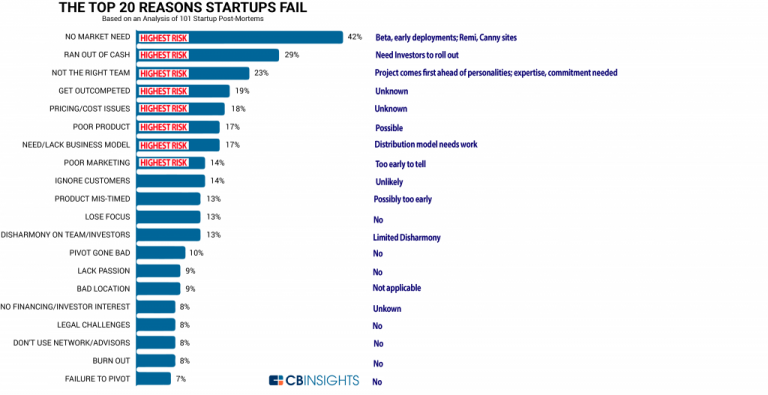 THE TOP 20 REASONS STARTUPS FAIL
Based on an Analysis of 101 Startup Post-Mortems
NO MARKET NEED HIGHEST RISK 42% Beta, early deployments; Remi, Canny sites
RAN OUT OF CASH HIGHEST RISK 29% Need Investors to roll out
NOT THE RIGHT TEAM HIGHEST RISK 23% Project comes first ahead of personalities; expertise, commitment needed
GET OUTCOMPETED HIGHEST RISK 19% Unknown
PRICING/COST ISSUES HIGHEST RISK 18% Unknown
POOR PRODUCT HIGHEST RISK 17% Possible
NEED/LACK BUSINESS MODEL HIGHEST RISK 17% Distribution model needs work
POOR MARKETING HIGHEST RISK 14% Too early to tell
IGNORE CUSTOMERS 14% Unlikely
PRODUCT MIS-TIMED 13% Possibly too early
LOSE FOCUS 13% No
DISHARMONY ON TEAM/INVESTORS 13% Limited Disharmony
PIVOT GONE BAD 10% No
LACK PASSION 9% No
BAD LOCATION 9% Not applicable
NO FINANCING/INVESTOR INTEREST 8% Unkown
LEGAL CHALLENGES 8% No
DON'T USE NETWORK/ADVISORS 8% No
BURN OUT 8% No
FAILURE TO PIVOT 7% CBINSIGHTS No